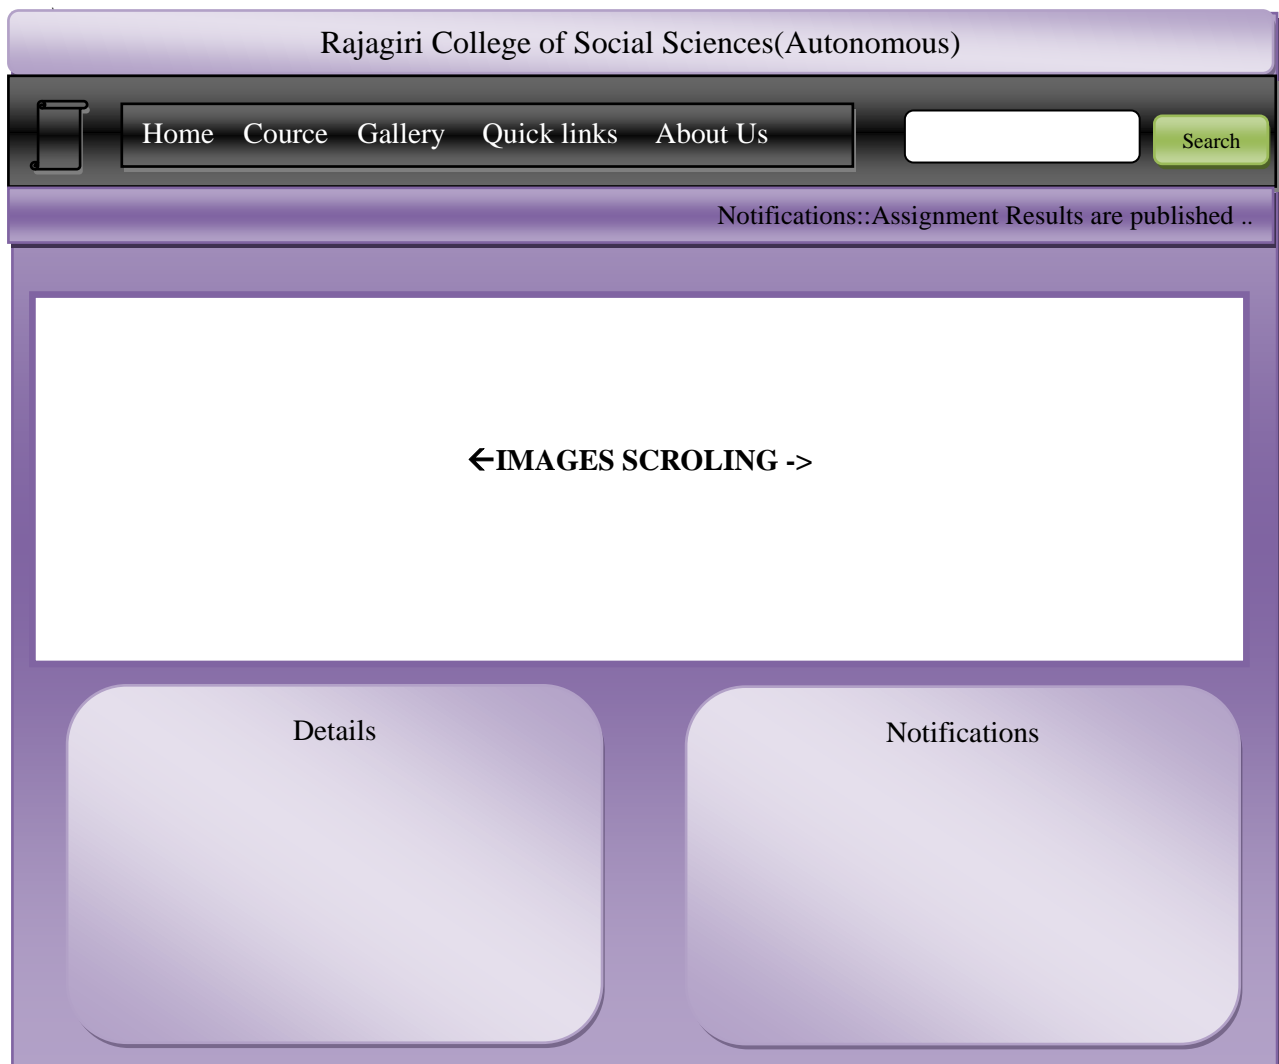 Rajagiri College of Social Sciences(Autonomous)
Home Cource Gallery Quick links About Us
Search
Notifications::Assignment Results are published ..
←IMAGES SCROLING ->
Details
Notifications